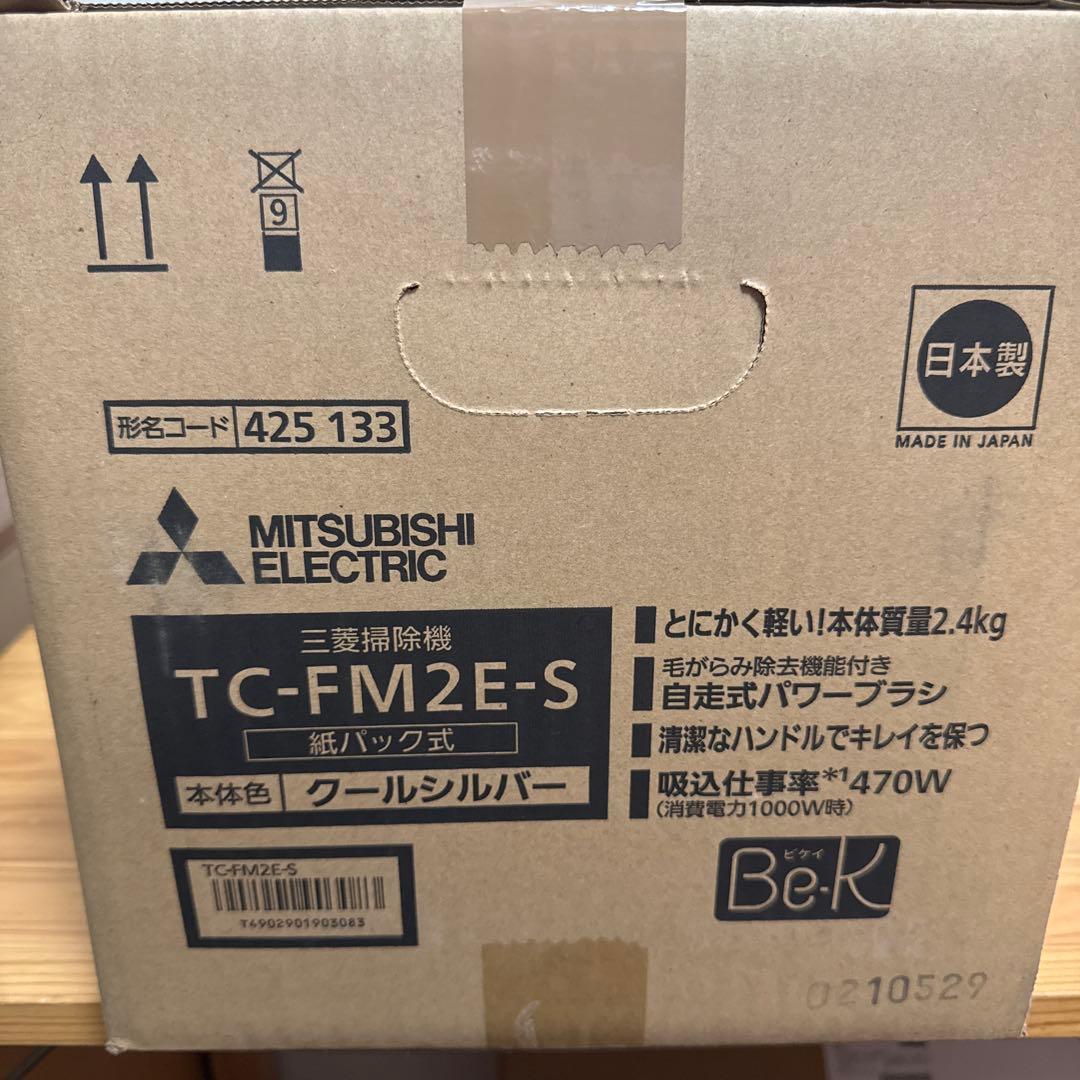 9
日本製
MADE IN JAPAN
形名コード 425 133
MITSUBISHI
ELECTRIC
三菱掃除機
TC-FM2E-S
紙パック式
本体色 クールシルバー
とにかく軽い!本体質量2.4kg
毛がらみ除去機能付き
自走式パワーブラシ
清潔なハンドルでキレイを保つ
吸込仕事率*1 470W
(消費電力1000W時)
TC-FM2E-S
T4902901903083
ビケイ
Be-K
0210529